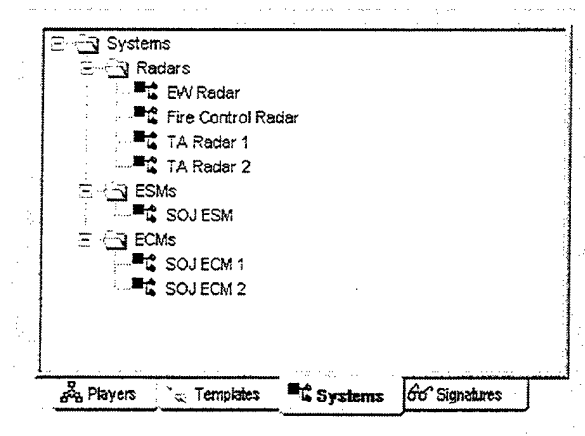 Systems
Radars
EW Radar
Fire Control Radar
TA Radar 1
TA Radar 2
ESMs
SOJ ESM
ECMs
SOJ ECM 1
SOJ ECM 2
Players Templates Systems Signatures